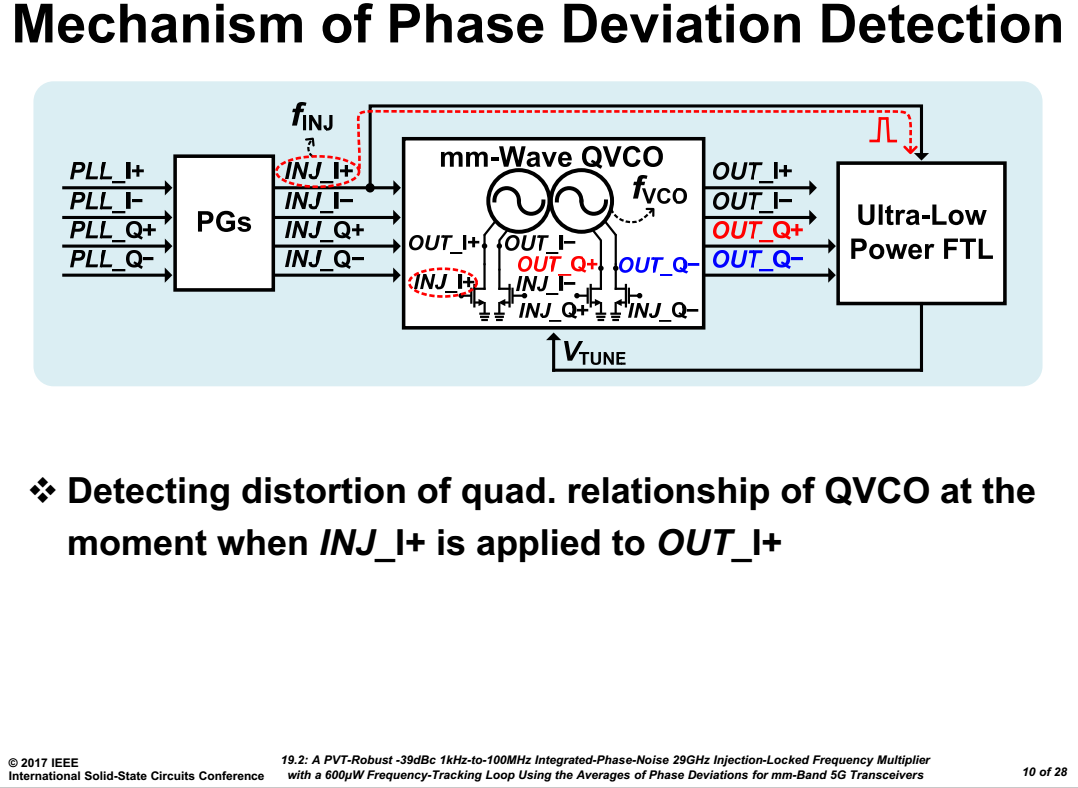 Mechanism of Phase Deviation Detection
fINJ
PLL_I+
PLL_I−
PLL_Q+
PLL_Q−
PGs
INJ_I+
INJ_I−
INJ_Q+
INJ_Q−
mm-Wave QVCO
fVCO
OUT_I+
OUT_I−
OUT_Q+
OUT_Q−
INJ_I+
INJ_I−
INJ_Q+
INJ_Q−
OUT_I+
OUT_I−
OUT_Q+
OUT_Q−
Ultra-Low
Power FTL
VTUNE
❖ Detecting distortion of quad. relationship of QVCO at the
moment when INJ_I+ is applied to OUT_I+
© 2017 IEEE
International Solid-State Circuits Conference
19.2: A PVT-Robust -39dBc 1kHz-to-100MHz Integrated-Phase-Noise 29GHz Injection-Locked Frequency Multiplier
with a 600µW Frequency-Tracking Loop Using the Averages of Phase Deviations for mm-Band 5G Transceivers
10 of 28